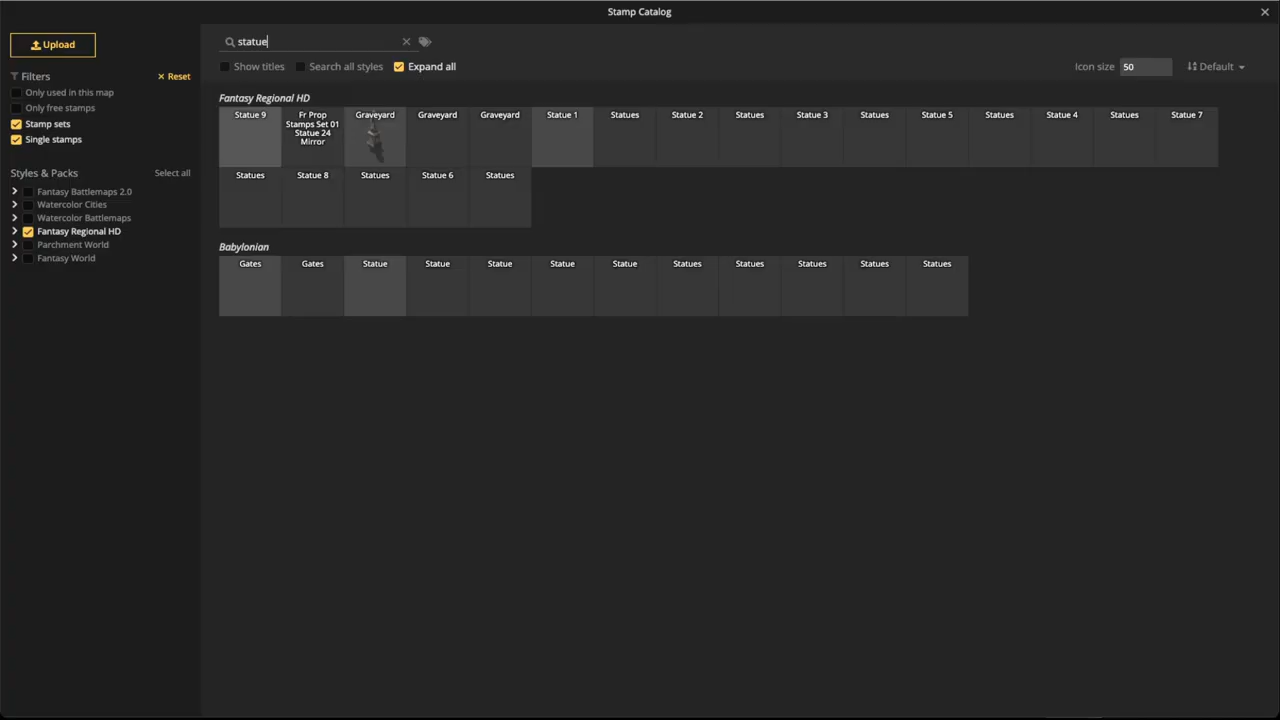 Stamp Catalog
Upload
Filters
Reset
Only used in this map
Only free stamps
Stamp sets
Single stamps
Styles & Packs
Select all
Fantasy Battlemaps 2.0
Watercolor Cities
Watercolor Battlemaps
Fantasy Regional HD
Parchment World
Fantasy World
statue
Show titles
Search all styles
Expand all
Icon size
50
Default
Fantasy Regional HD
Statue 9
Fr Prop
Stamps Set 01
Statue 24
Mirror
Graveyard
Graveyard
Graveyard
Statue 1
Statues
Statue 2
Statues
Statue 3
Statues
Statue 5
Statues
Statue 4
Statues
Statue 7
Statues
Statue 8
Statues
Statue 6
Statues
Babylonian
Gates
Gates
Statue
Statue
Statue
Statue
Statue
Statues
Statues
Statues
Statues
Statues